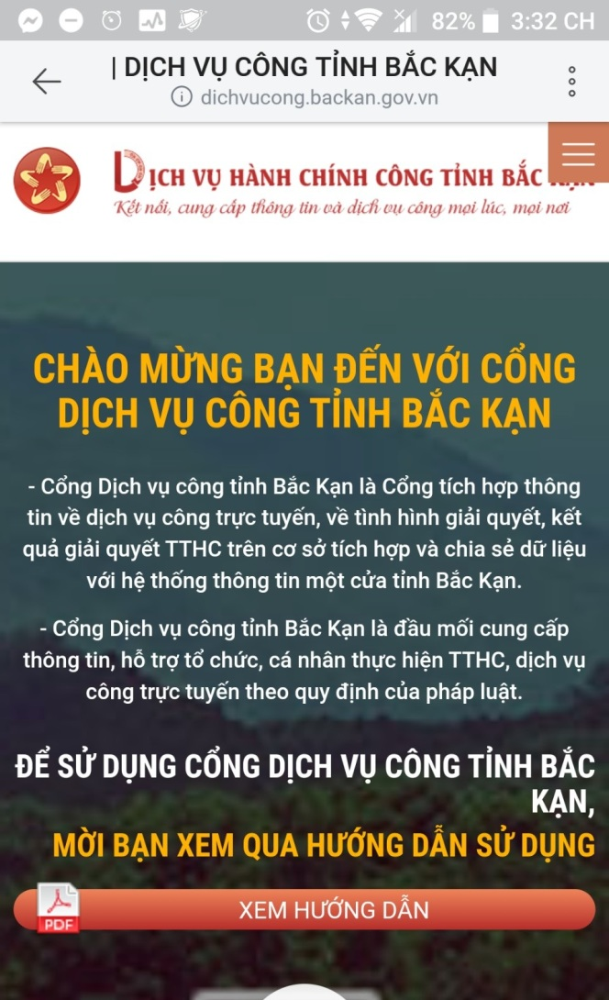 82% 3:32 CH
| DỊCH VỤ CÔNG TỈNH BẮC KẠN
dichvucong.backan.gov.vn
DỊCH VỤ HÀNH CHÍNH CÔNG TỈNH BẮC
Kết nối, cung cấp thông tin và dịch vụ công mọi lúc, mọi nơi
CHÀO MỪNG BẠN ĐẾN VỚI CỔNG
DỊCH VỤ CÔNG TỈNH BẮC KẠN
- Cổng Dịch vụ công tỉnh Bắc Kạn là Cổng tích hợp thông
tin về dịch vụ công trực tuyến, về tình hình giải quyết, kết
quả giải quyết TTHC trên cơ sở tích hợp và chia sẻ dữ liệu
với hệ thống thông tin một cửa tỉnh Bắc Kạn.
- Cổng Dịch vụ công tỉnh Bắc Kạn là đầu mối cung cấp
thông tin, hỗ trợ tổ chức, cá nhân thực hiện TTHC, dịch vụ
công trực tuyến theo quy định của pháp luật.
ĐỂ SỬ DỤNG CỔNG DỊCH VỤ CÔNG TỈNH BẮC
KẠN,
MỜI BẠN XEM QUA HƯỚNG DẪN SỬ DỤNG
PDF XEM HƯỚNG DẪN